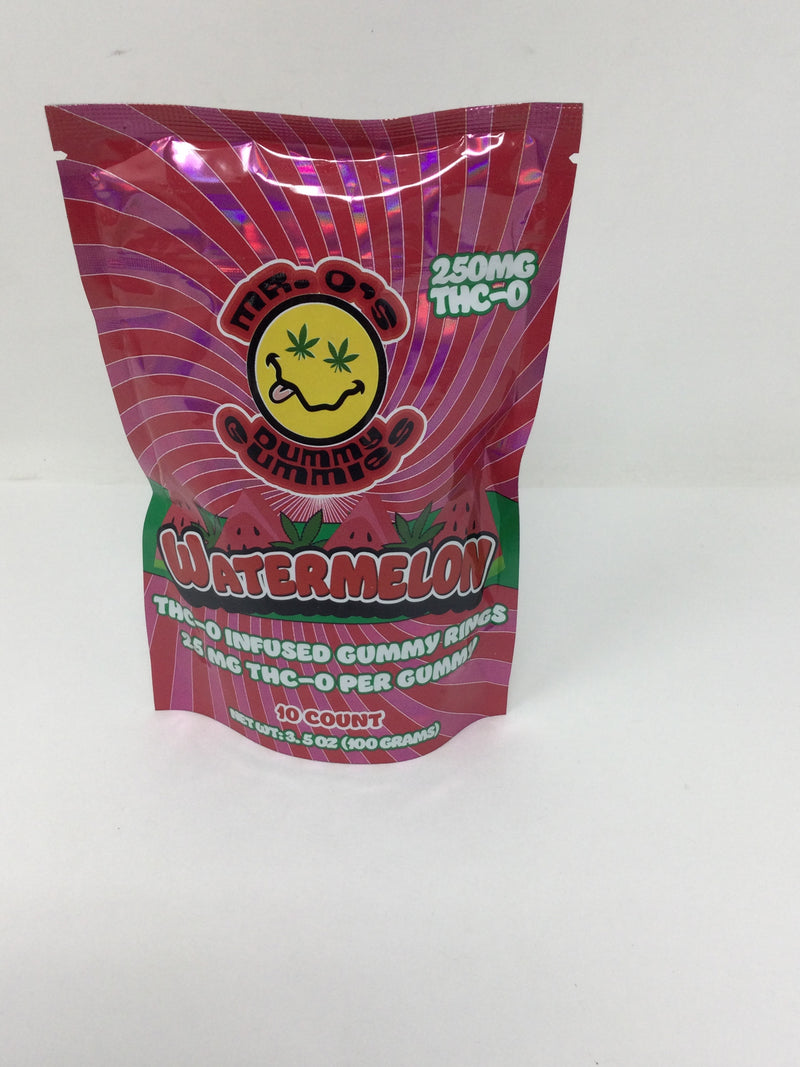 MR. O'S
DUMMY
GUMMIES
250MG
THC-O
WATERMELON
THC-O INFUSED GUMMY RINGS
25 MG THC-O PER GUMMY
10 COUNT
NET WT: 3.5 OZ (100 GRAMS)